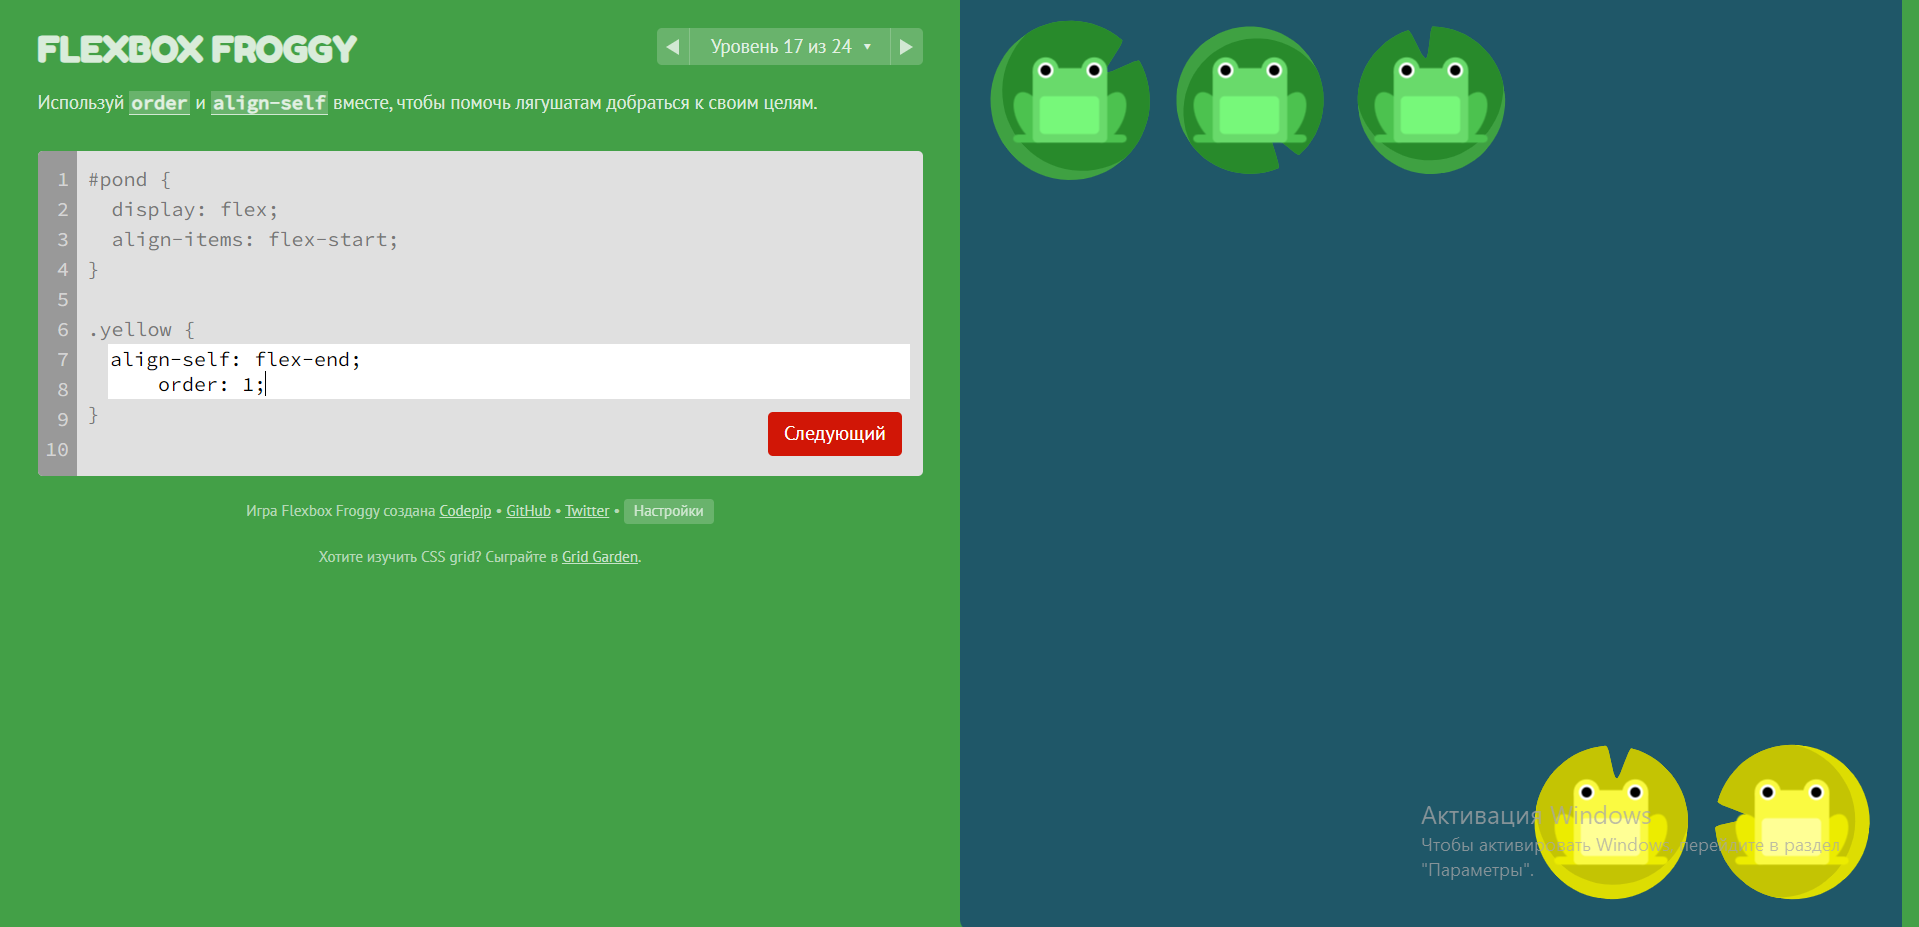 FLEXBOX FROGGY
Уровень 17 из 24
Используй order и align-self вместе, чтобы помочь лягушатам добраться к своим целям.
1 #pond {
2 display: flex;
3 align-items: flex-start;
4 }
5
6 .yellow {
7 align-self: flex-end;
8 order: 1;
9 }
10
Следующий
Игра Flexbox Froggy создана Codepip • GitHub • Twitter • Настройки
Хотите изучить CSS grid? Сыграйте в Grid Garden.
Активация Windows
Чтобы активировать Windows, перейдите в раздел
"Параметры".